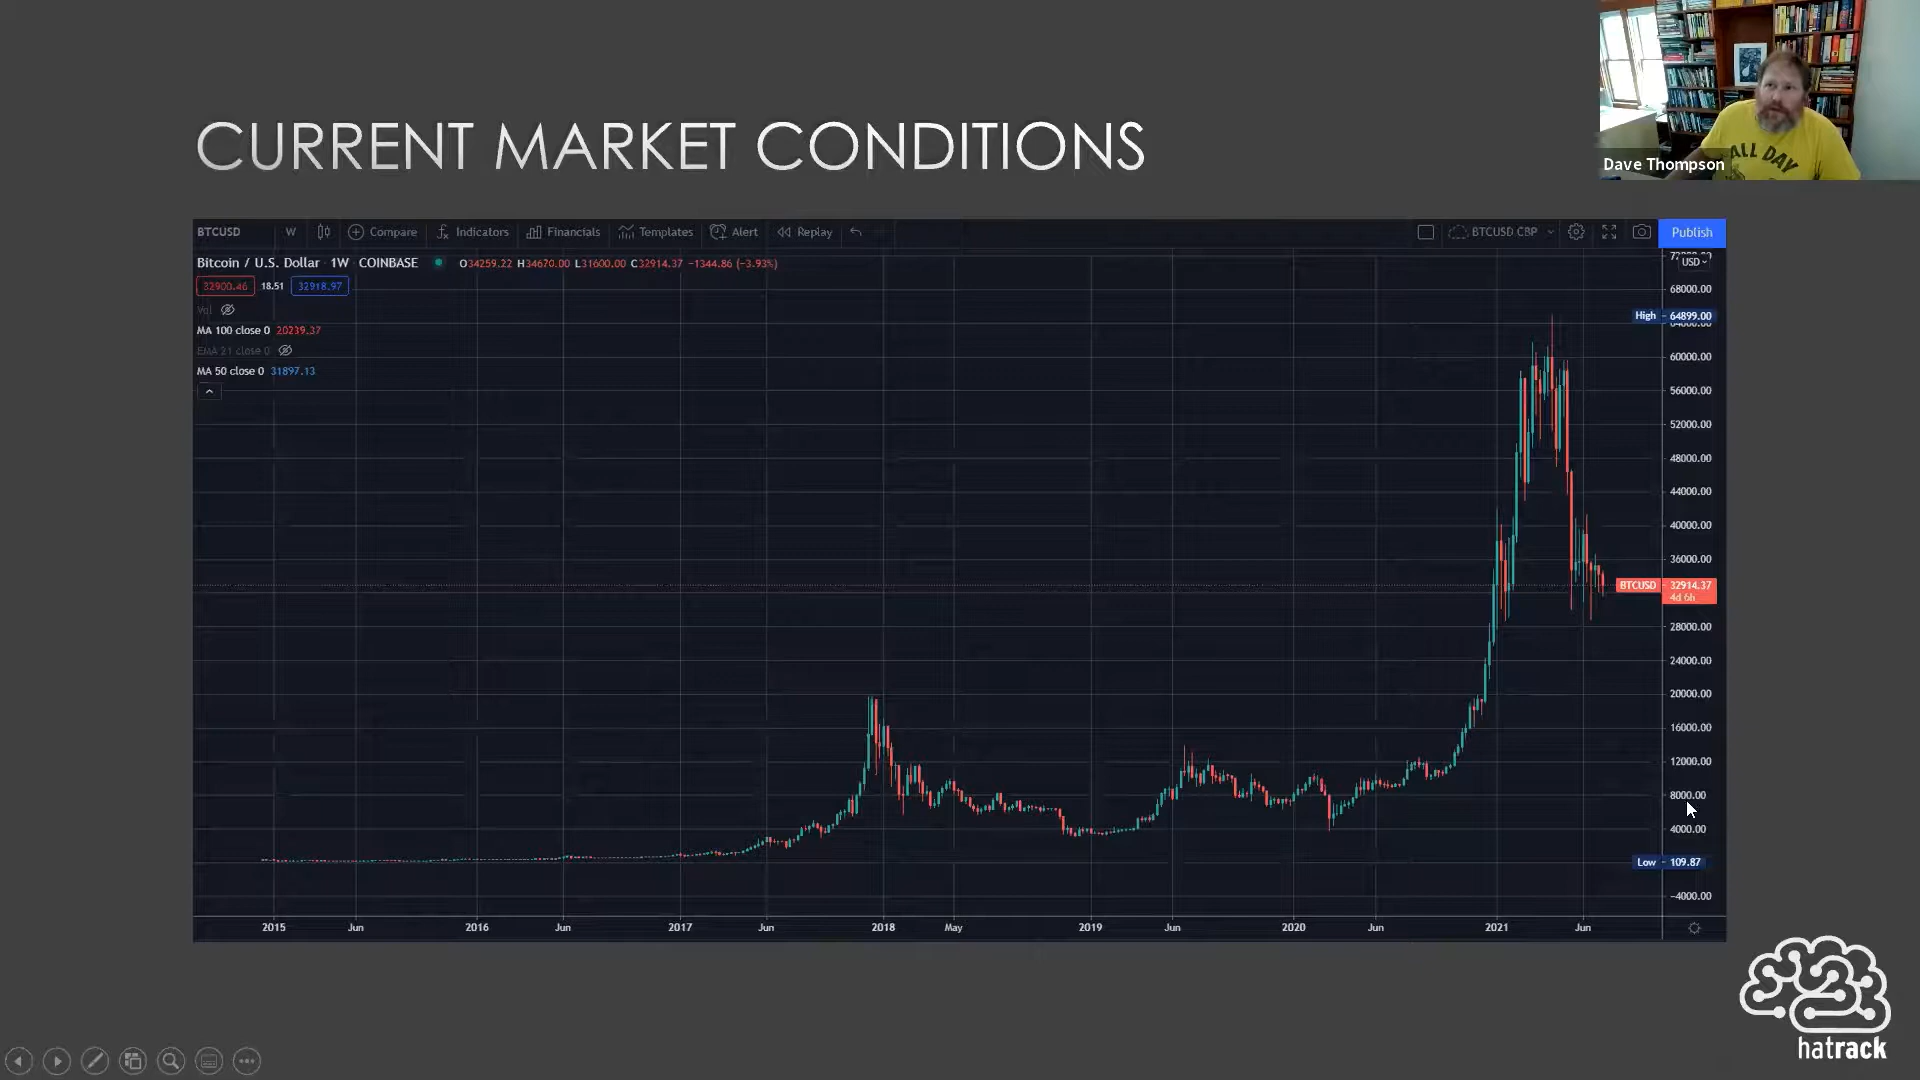 CURRENT MARKET CONDITIONS
ALL DAY
Dave Thompson
BTCUSD W Compare Indicators Financials Templates Alert Replay BTCUSD CBP Publish
Bitcoin / U.S. Dollar · 1W COINBASE O34259.22 H34670.00 L31600.00 C32914.37 −1344.86 (−3.93%)
USD
32900.46 18.51 32918.97
Vol
MA 100 close 0 20239.37
EMA 21 close 0
MA 50 close 0 31897.13
68000.00
High 64899.00
60000.00
56000.00
52000.00
48000.00
44000.00
40000.00
36000.00
BTCUSD 32914.37
4d 6h
28000.00
24000.00
20000.00
16000.00
12000.00
8000.00
4000.00
Low 109.87
−4000.00
2015 Jun 2016 Jun 2017 Jun 2018 May 2019 Jun 2020 Jun 2021 Jun
hatrack